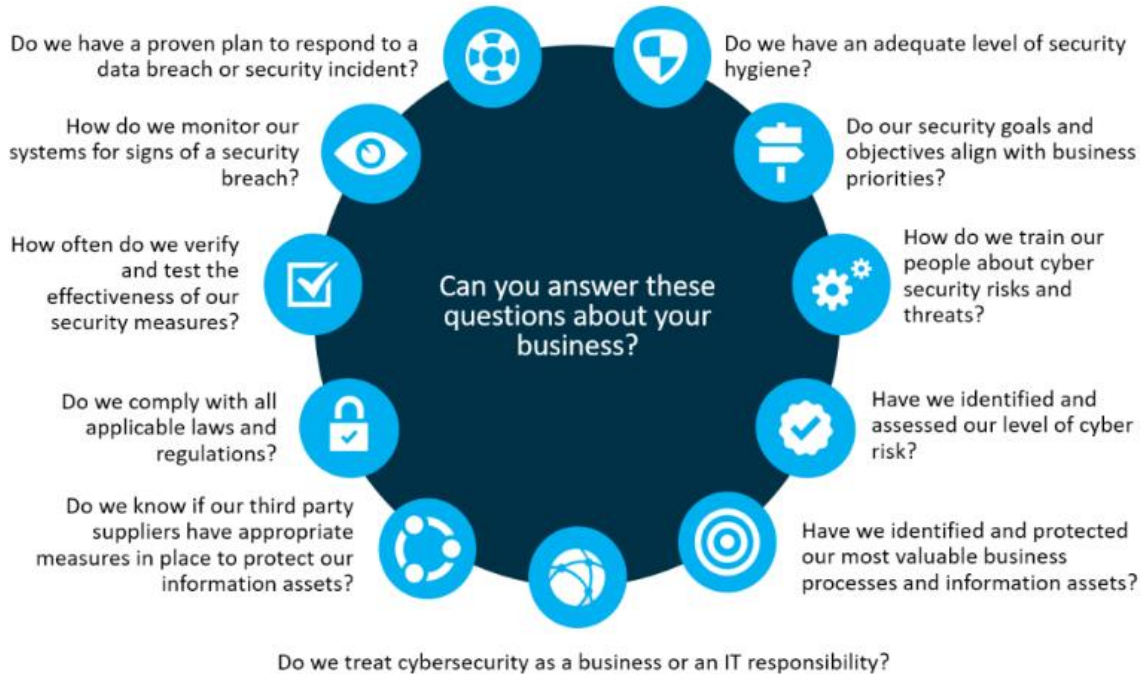 Do we have a proven plan to respond to a
data breach or security incident?
Do we have an adequate level of security
hygiene?
How do we monitor our
systems for signs of a security
breach?
Do our security goals and
objectives align with business
priorities?
How often do we verify
and test the
effectiveness of our
security measures?
Can you answer these
questions about your
business?
How do we train our
people about cyber
security risks and
threats?
Do we comply with all
applicable laws and
regulations?
Have we identified and
assessed our level of cyber
risk?
Do we know if our third party
suppliers have appropriate
measures in place to protect our
information assets?
Have we identified and protected
our most valuable business
processes and information assets?
Do we treat cybersecurity as a business or an IT responsibility?